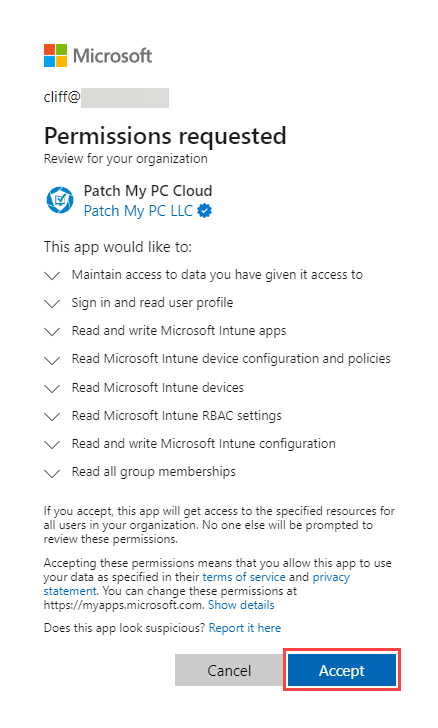 Microsoft
cliff@
Permissions requested
Review for your organization
Patch My PC Cloud
Patch My PC LLC
This app would like to:
Maintain access to data you have given it access to
Sign in and read user profile
Read and write Microsoft Intune apps
Read Microsoft Intune device configuration and policies
Read Microsoft Intune devices
Read Microsoft Intune RBAC settings
Read and write Microsoft Intune configuration
Read all group memberships
If you accept, this app will get access to the specified resources for
all users in your organization. No one else will be prompted to
review these permissions.
Accepting these permissions means that you allow this app to use
your data as specified in their terms of service and privacy
statement. You can change these permissions at
https://myapps.microsoft.com. Show details
Does this app look suspicious? Report it here
Cancel
Accept